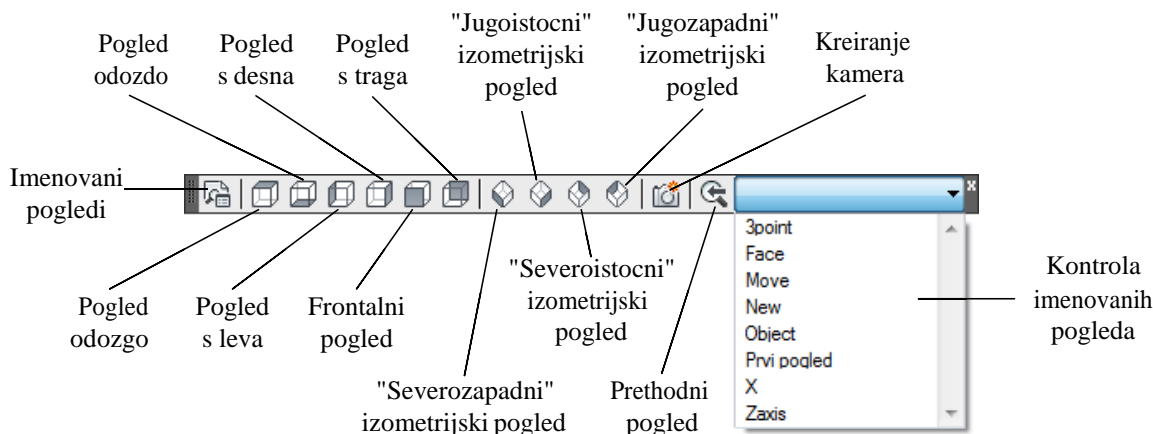 "Jugoistocni"
izometrijski
pogled
"Jugozapadni"
izometrijski
pogled
Pogled
odozdo
Pogled
s desna
Pogled
s traga
Kreiranje
kamera
Imenovani
pogledi
3point
Face
Move
New
Object
Prvi pogled
X
Zaxis
Kontrola
imenovanih
pogleda
Pogled
odozgo
Pogled
s leva
Frontalni
pogled
"Severoistocni"
izometrijski
pogled
"Severozapadni"
izometrijski pogled
Prethodni
pogled